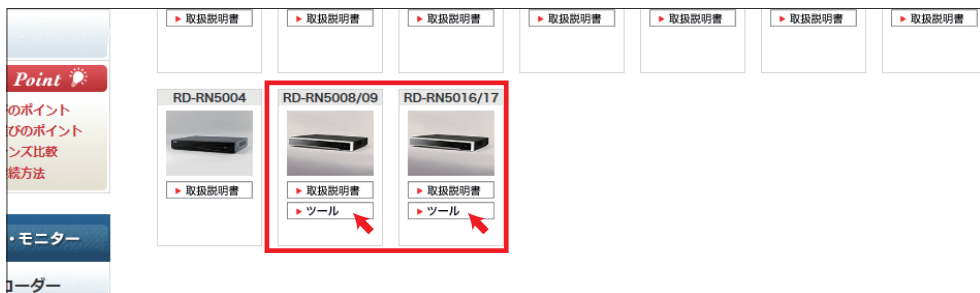 取扱説明書
取扱説明書
取扱説明書
取扱説明書
取扱説明書
取扱説明書
取扱説明書
Point
のポイント
びのポイント
ンズ比較
続方法
RD-RN5004
RD-RN5008/09
RD-RN5016/17
取扱説明書
取扱説明書
取扱説明書
ツール
ツール
・モニター
コーダー